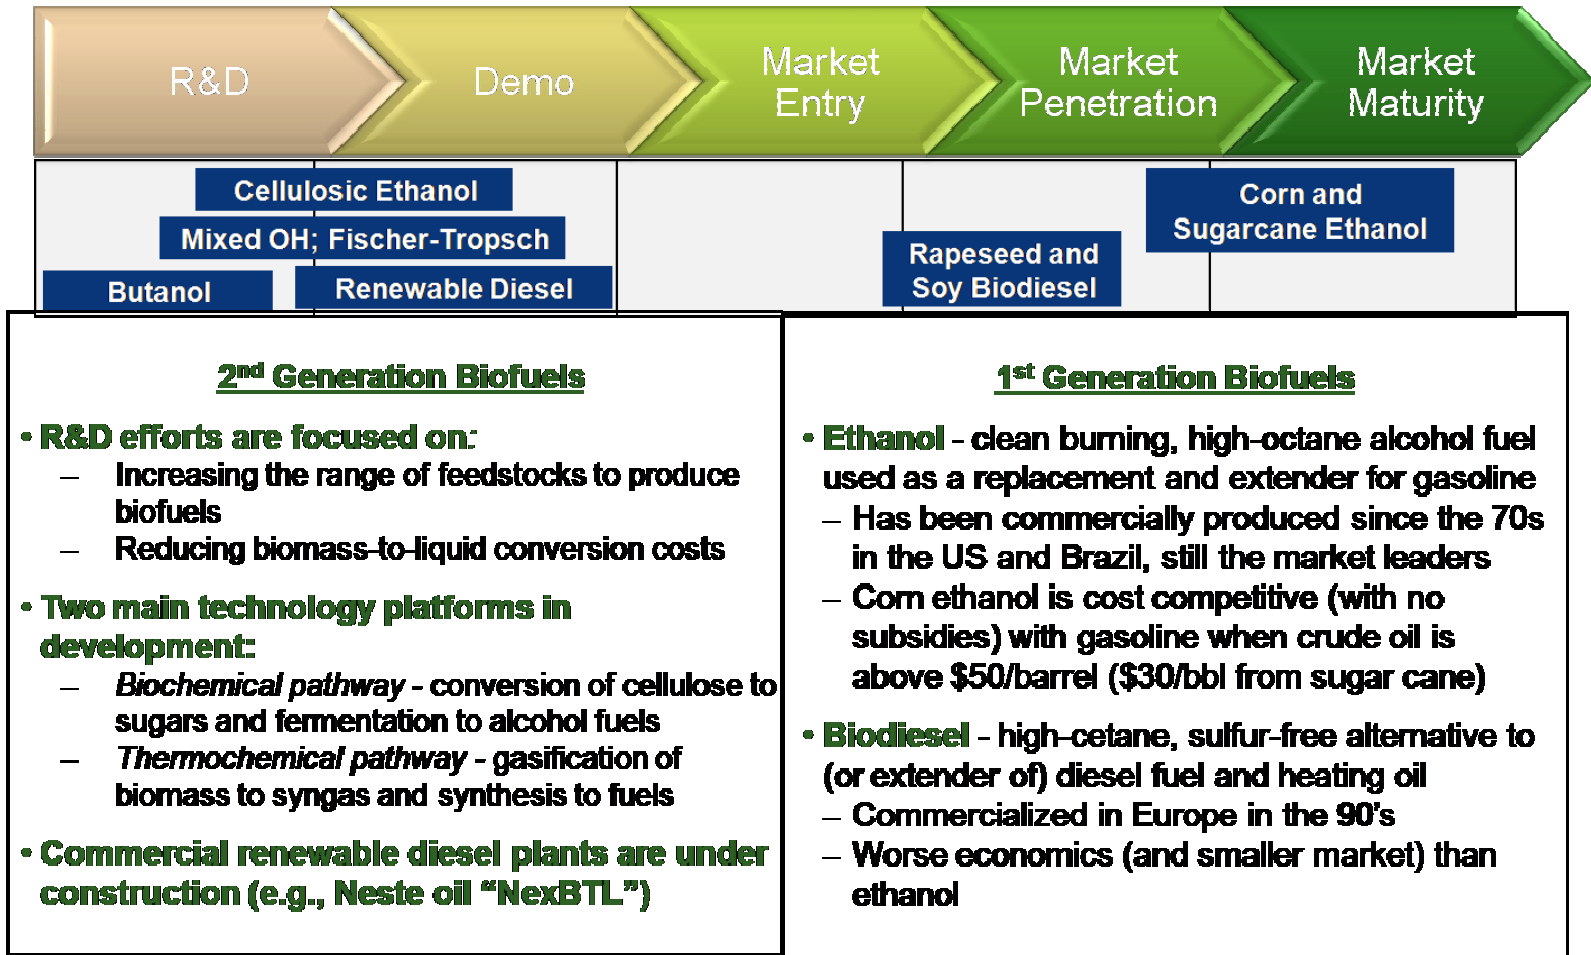 R&D
Demo
Market
Entry
Market
Penetration
Market
Maturity
Cellulosic Ethanol
Mixed OH; Fischer-Tropsch
Butanol
Renewable Diesel
Rapeseed and
Soy Biodiesel
Corn and
Sugarcane Ethanol
2nd Generation Biofuels
• R&D efforts are focused on:
– Increasing the range of feedstocks to produce
biofuels
– Reducing biomass-to-liquid conversion costs
• Two main technology platforms in
development:
– Biochemical pathway - conversion of cellulose to
sugars and fermentation to alcohol fuels
– Thermochemical pathway - gasification of
biomass to syngas and synthesis to fuels
• Commercial renewable diesel plants are under
construction (e.g., Neste oil “NexBTL”)
1st Generation Biofuels
• Ethanol - clean burning, high-octane alcohol fuel
used as a replacement and extender for gasoline
– Has been commercially produced since the 70s
in the US and Brazil, still the market leaders
– Corn ethanol is cost competitive (with no
subsidies) with gasoline when crude oil is
above $50/barrel ($30/bbl from sugar cane)
• Biodiesel - high-cetane, sulfur-free alternative to
(or extender of) diesel fuel and heating oil
– Commercialized in Europe in the 90’s
– Worse economics (and smaller market) than
ethanol